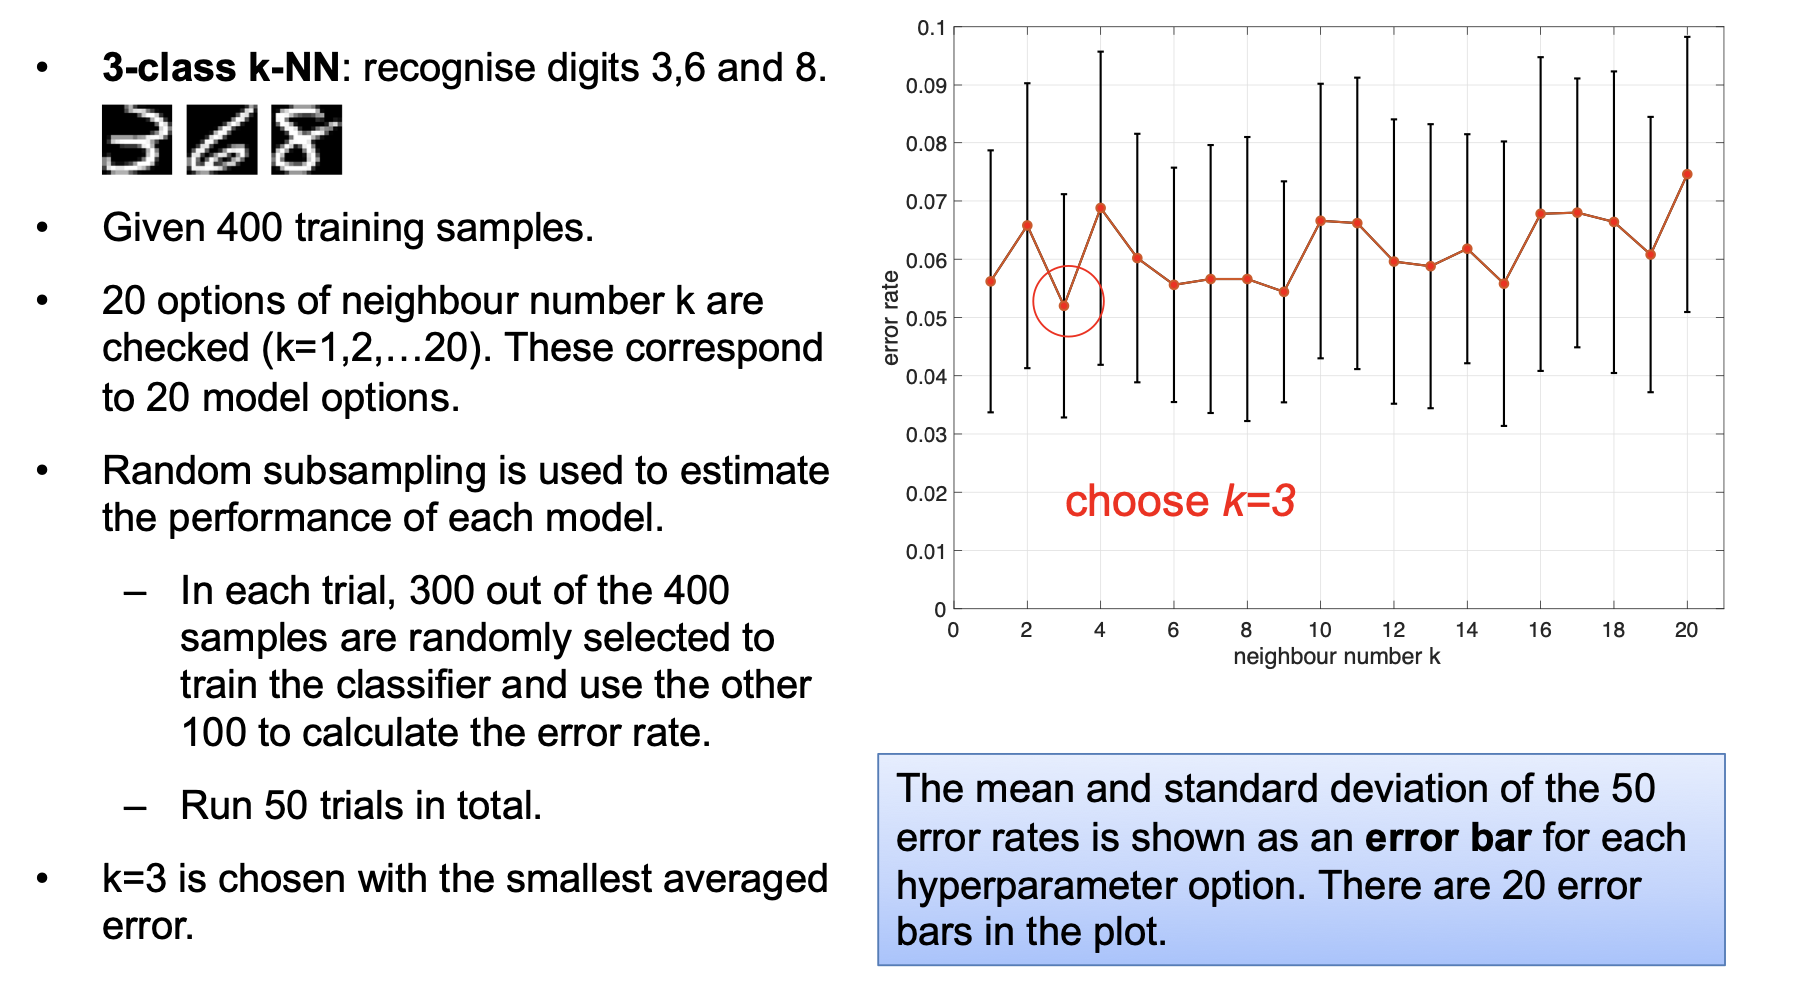 • 3-class k-NN: recognise digits 3,6 and 8.
3 6 8
• Given 400 training samples.
• 20 options of neighbour number k are
checked (k=1,2,…20). These correspond
to 20 model options.
• Random subsampling is used to estimate
the performance of each model.
– In each trial, 300 out of the 400
samples are randomly selected to
train the classifier and use the other
100 to calculate the error rate.
– Run 50 trials in total.
• k=3 is chosen with the smallest averaged
error.
0.1
0.09
0.08
0.07
0.06
0.05
0.04
0.03
0.02
0.01
0
error rate
choose k=3
0 2 4 6 8 10 12 14 16 18 20
neighbour number k
The mean and standard deviation of the 50
error rates is shown as an error bar for each
hyperparameter option. There are 20 error
bars in the plot.